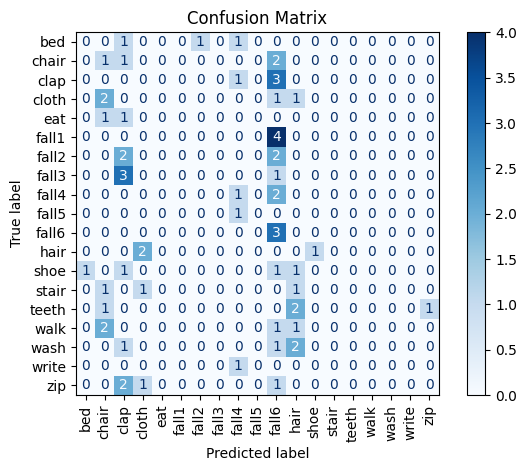 Confusion Matrix
True label
bed 0 0 1 0 0 0 1 0 1 0 0 0 0 0 0 0 0 0 0
chair 0 1 1 0 0 0 0 0 0 0 2 0 0 0 0 0 0 0 0
clap 0 0 0 0 0 0 0 0 1 0 3 0 0 0 0 0 0 0 0
cloth 0 2 0 0 0 0 0 0 0 0 1 1 0 0 0 0 0 0 0
eat 0 1 1 0 0 0 0 0 0 0 0 0 0 0 0 0 0 0 0
fall1 0 0 0 0 0 0 0 0 0 0 4 0 0 0 0 0 0 0 0
fall2 0 0 2 0 0 0 0 0 0 0 2 0 0 0 0 0 0 0 0
fall3 0 0 3 0 0 0 0 0 0 0 1 0 0 0 0 0 0 0 0
fall4 0 0 0 0 0 0 0 0 1 0 2 0 0 0 0 0 0 0 0
fall5 0 0 0 0 0 0 0 0 1 0 0 0 0 0 0 0 0 0 0
fall6 0 0 0 0 0 0 0 0 0 0 3 0 0 0 0 0 0 0 0
hair 0 0 0 2 0 0 0 0 0 0 0 0 1 0 0 0 0 0 0
shoe 1 0 1 0 0 0 0 0 0 0 1 1 0 0 0 0 0 0 0
stair 0 1 0 1 0 0 0 0 0 0 0 1 0 0 0 0 0 0 0
teeth 0 1 0 0 0 0 0 0 0 0 0 2 0 0 0 0 0 0 1
walk 0 2 0 0 0 0 0 0 0 0 1 1 0 0 0 0 0 0 0
wash 0 0 1 0 0 0 0 0 0 0 1 2 0 0 0 0 0 0 0
write 0 0 0 0 0 0 0 0 1 0 0 0 0 0 0 0 0 0 0
zip 0 0 2 1 0 0 0 0 0 0 1 0 0 0 0 0 0 0 0
bed chair clap cloth eat fall1 fall2 fall3 fall4 fall5 fall6 hair shoe stair teeth walk wash write zip
Predicted label
4.0
3.5
3.0
2.5
2.0
1.5
1.0
0.5
0.0